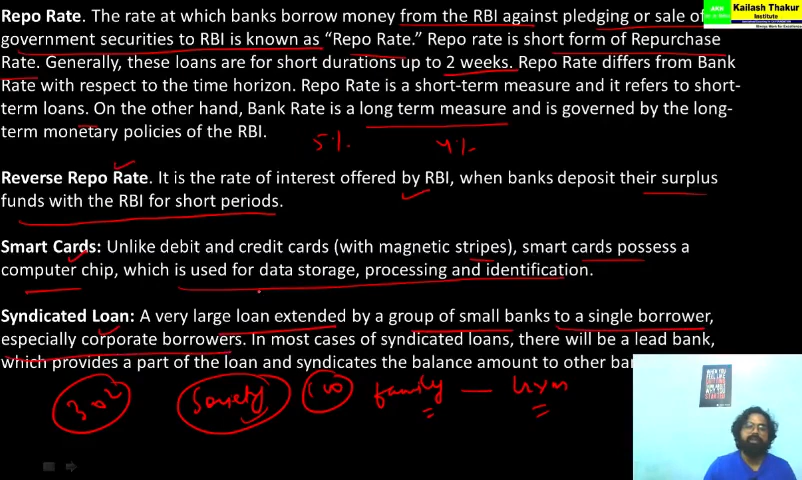 Repo Rate. The rate at which banks borrow money from the RBI against pledging or sale of
government securities to RBI is known as “Repo Rate.” Repo rate is short form of Repurchase
Rate. Generally, these loans are for short durations up to 2 weeks. Repo Rate differs from Bank
Rate with respect to the time horizon. Repo Rate is a short-term measure and it refers to short-
term loans. On the other hand, Bank Rate is a long term measure and is governed by the long-
term monetary policies of the RBI.
5% 4%
Reverse Repo Rate. It is the rate of interest offered by RBI, when banks deposit their surplus
funds with the RBI for short periods.
Smart Cards: Unlike debit and credit cards (with magnetic stripes), smart cards possess a
computer chip, which is used for data storage, processing and identification.
Syndicated Loan: A very large loan extended by a group of small banks to a single borrower,
especially corporate borrowers. In most cases of syndicated loans, there will be a lead bank,
which provides a part of the loan and syndicates the balance amount to other
Society family
Kailash Thakur
Institute